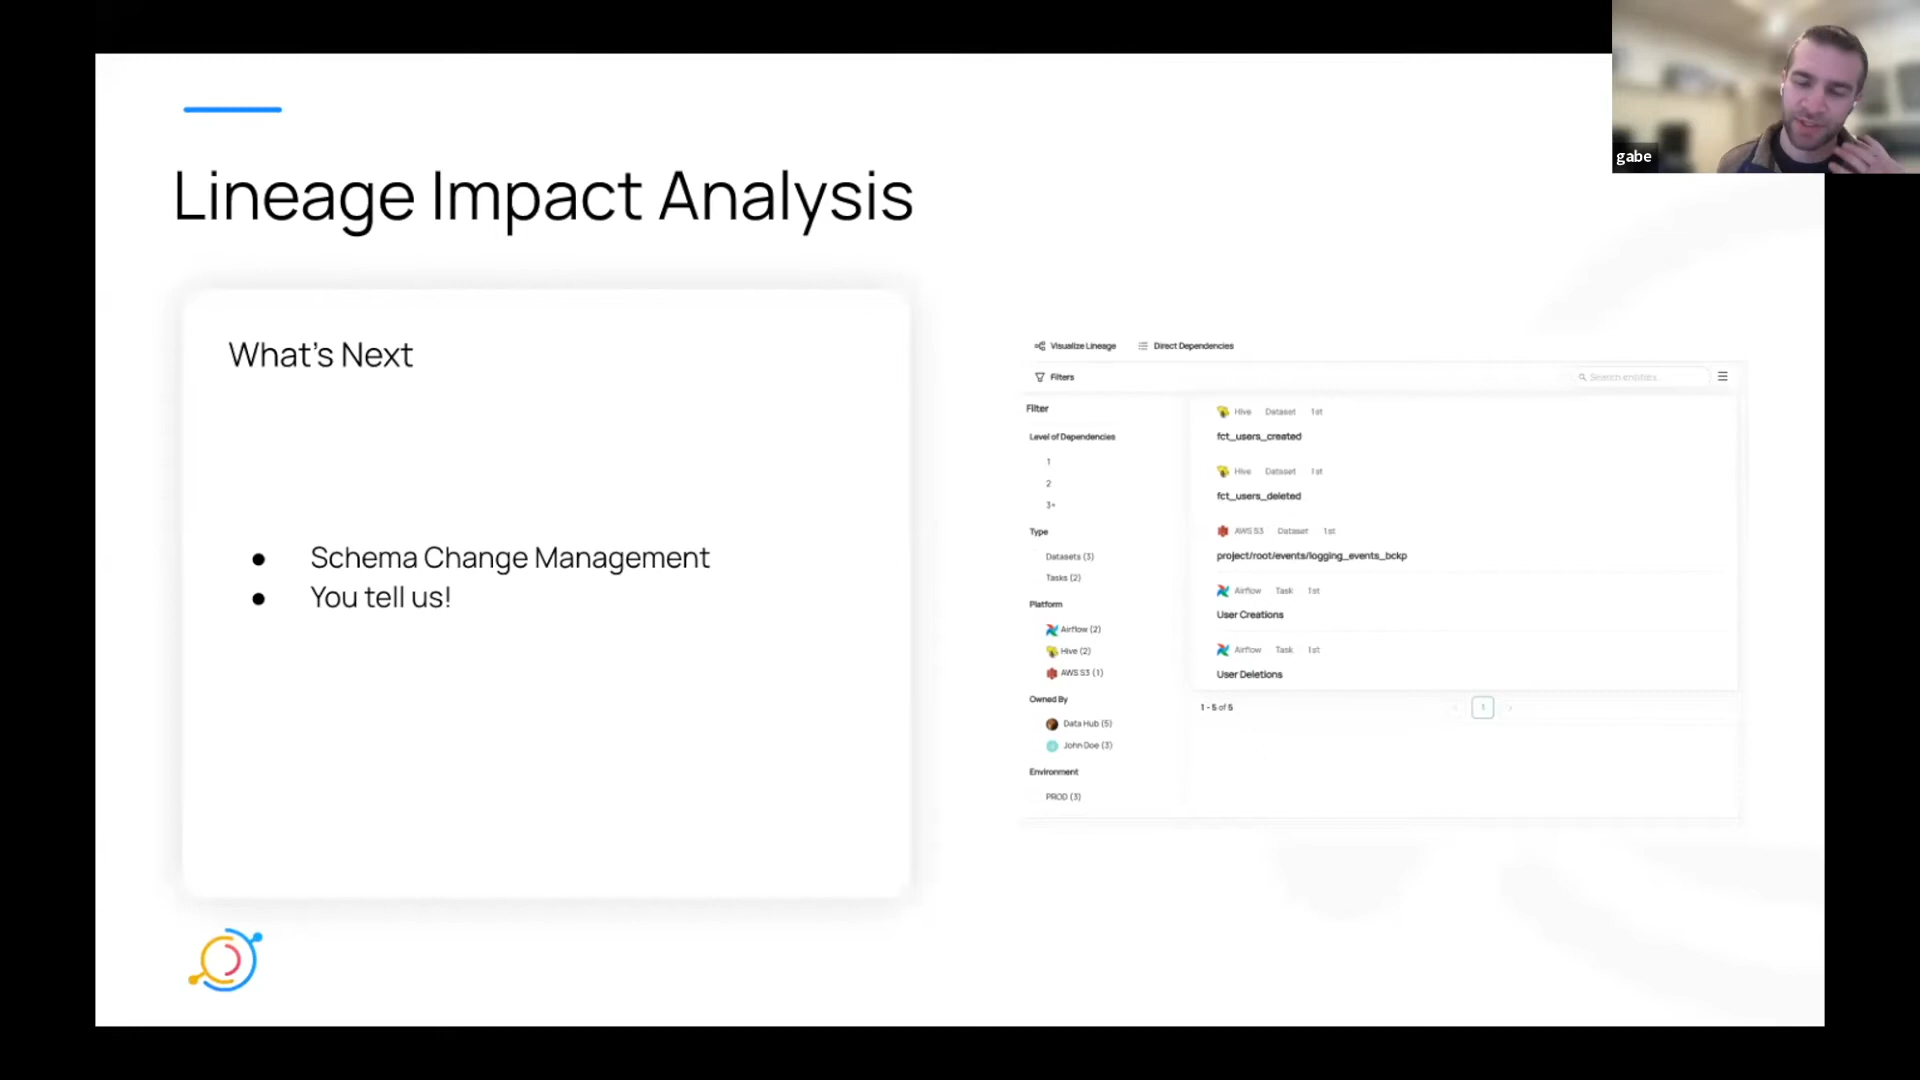 gabe
Lineage Impact Analysis
What's Next
Schema Change Management
You tell us!
Visualize Lineage Direct Dependencies
Filters
Search entities...
Filter
Level of Dependencies
1
2
3+
Type
Datasets (3)
Tasks (2)
Platform
Airflow (2)
Hive (2)
AWS S3 (1)
Owned By
Data Hub (5)
John Doe (3)
Environment
PROD (3)
Hive Dataset 1st
fct_users_created
Hive Dataset 1st
fct_users_deleted
AWS S3 Dataset 1st
project/root/events/logging_events_bckp
Airflow Task 1st
User Creations
Airflow Task 1st
User Deletions
1 - 5 of 5
< 1 >